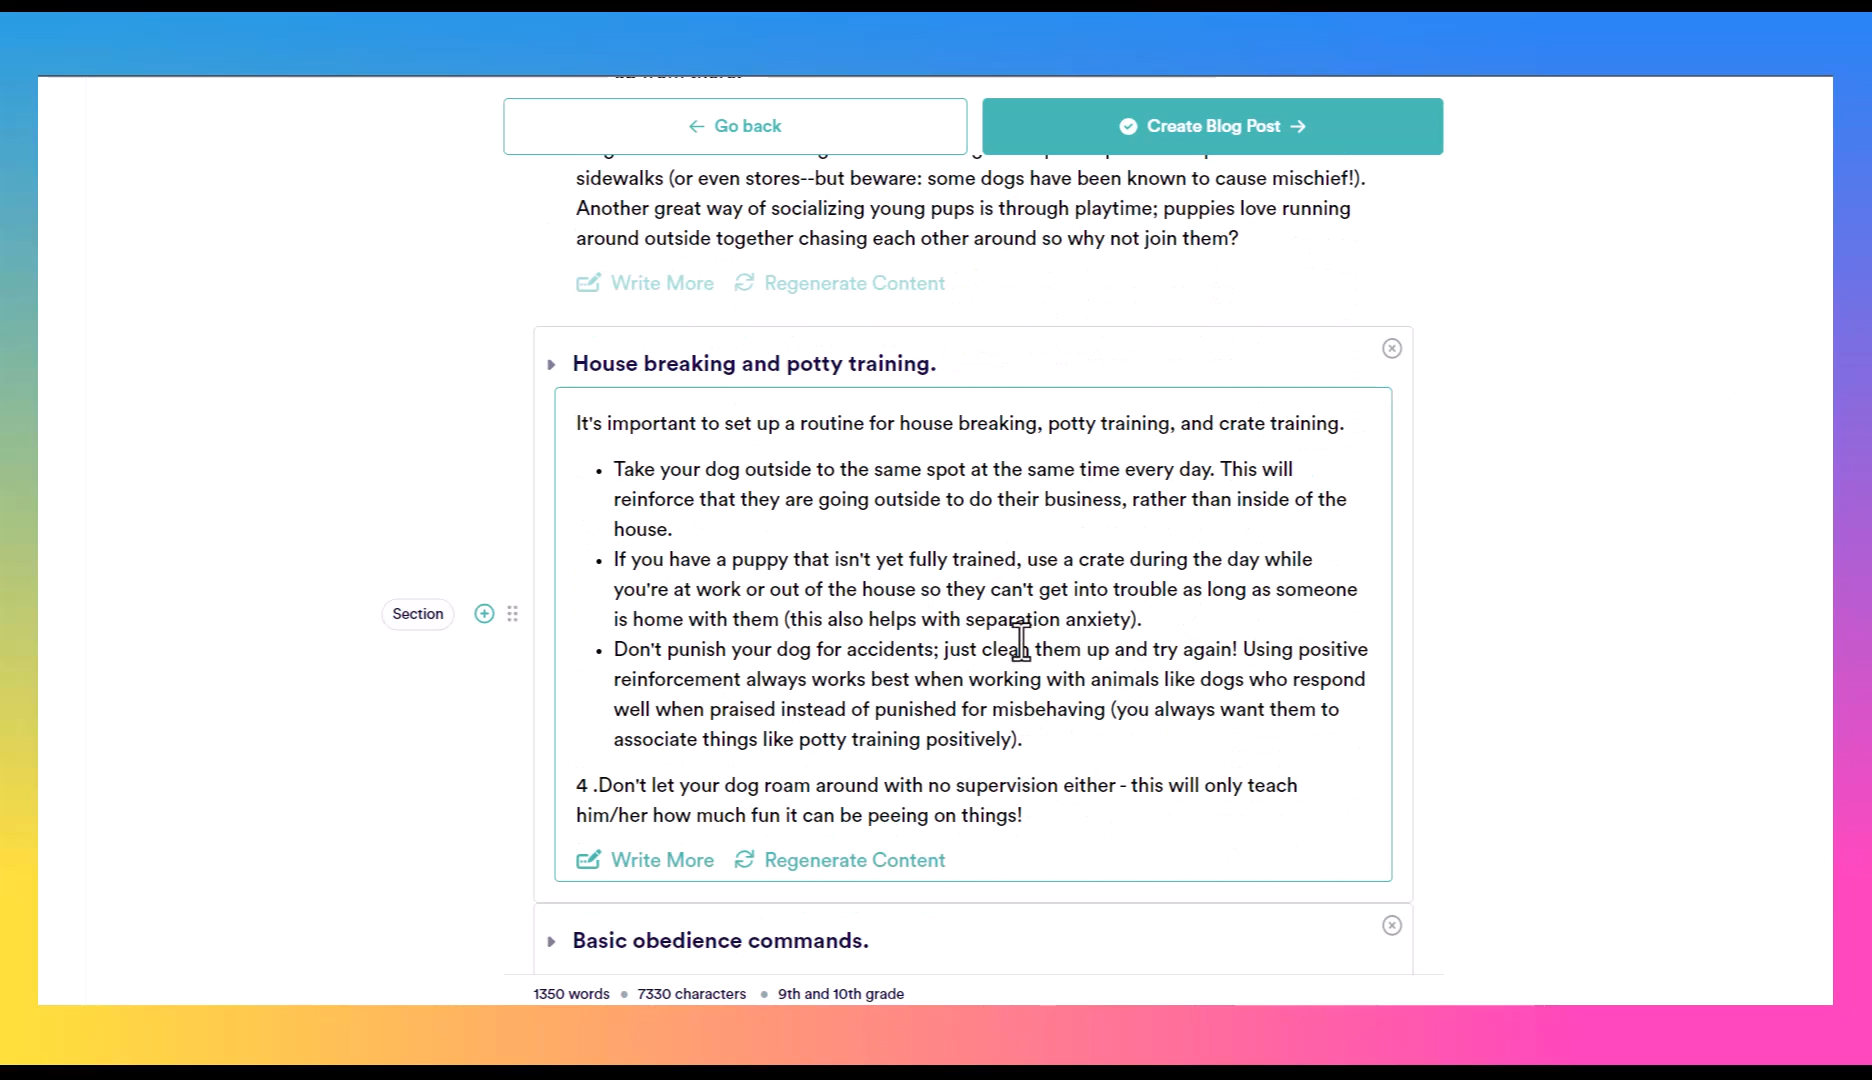 Go back
Create Blog Post
sidewalks (or even stores--but beware: some dogs have been known to cause mischief!).
Another great way of socializing young pups is through playtime; puppies love running
around outside together chasing each other around so why not join them?
Write More
Regenerate Content
House breaking and potty training.
It's important to set up a routine for house breaking, potty training, and crate training.
• Take your dog outside to the same spot at the same time every day. This will
reinforce that they are going outside to do their business, rather than inside of the
house.
• If you have a puppy that isn't yet fully trained, use a crate during the day while
you're at work or out of the house so they can't get into trouble as long as someone
is home with them (this also helps with separation anxiety).
Section
• Don't punish your dog for accidents; just clean them up and try again! Using positive
reinforcement always works best when working with animals like dogs who respond
well when praised instead of punished for misbehaving (you always want them to
associate things like potty training positively).
4 .Don't let your dog roam around with no supervision either - this will only teach
him/her how much fun it can be peeing on things!
Write More
Regenerate Content
Basic obedience commands.
1350 words • 7330 characters • 9th and 10th grade